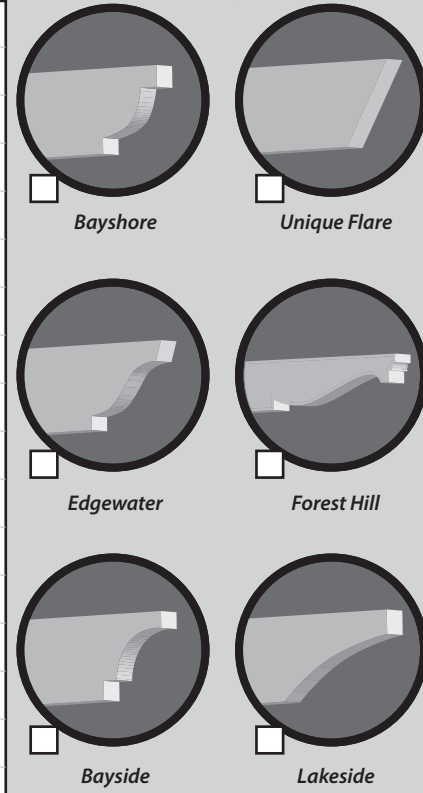 Bayshore
Unique Flare
Edgewater
Forest Hill
Bayside
Lakeside